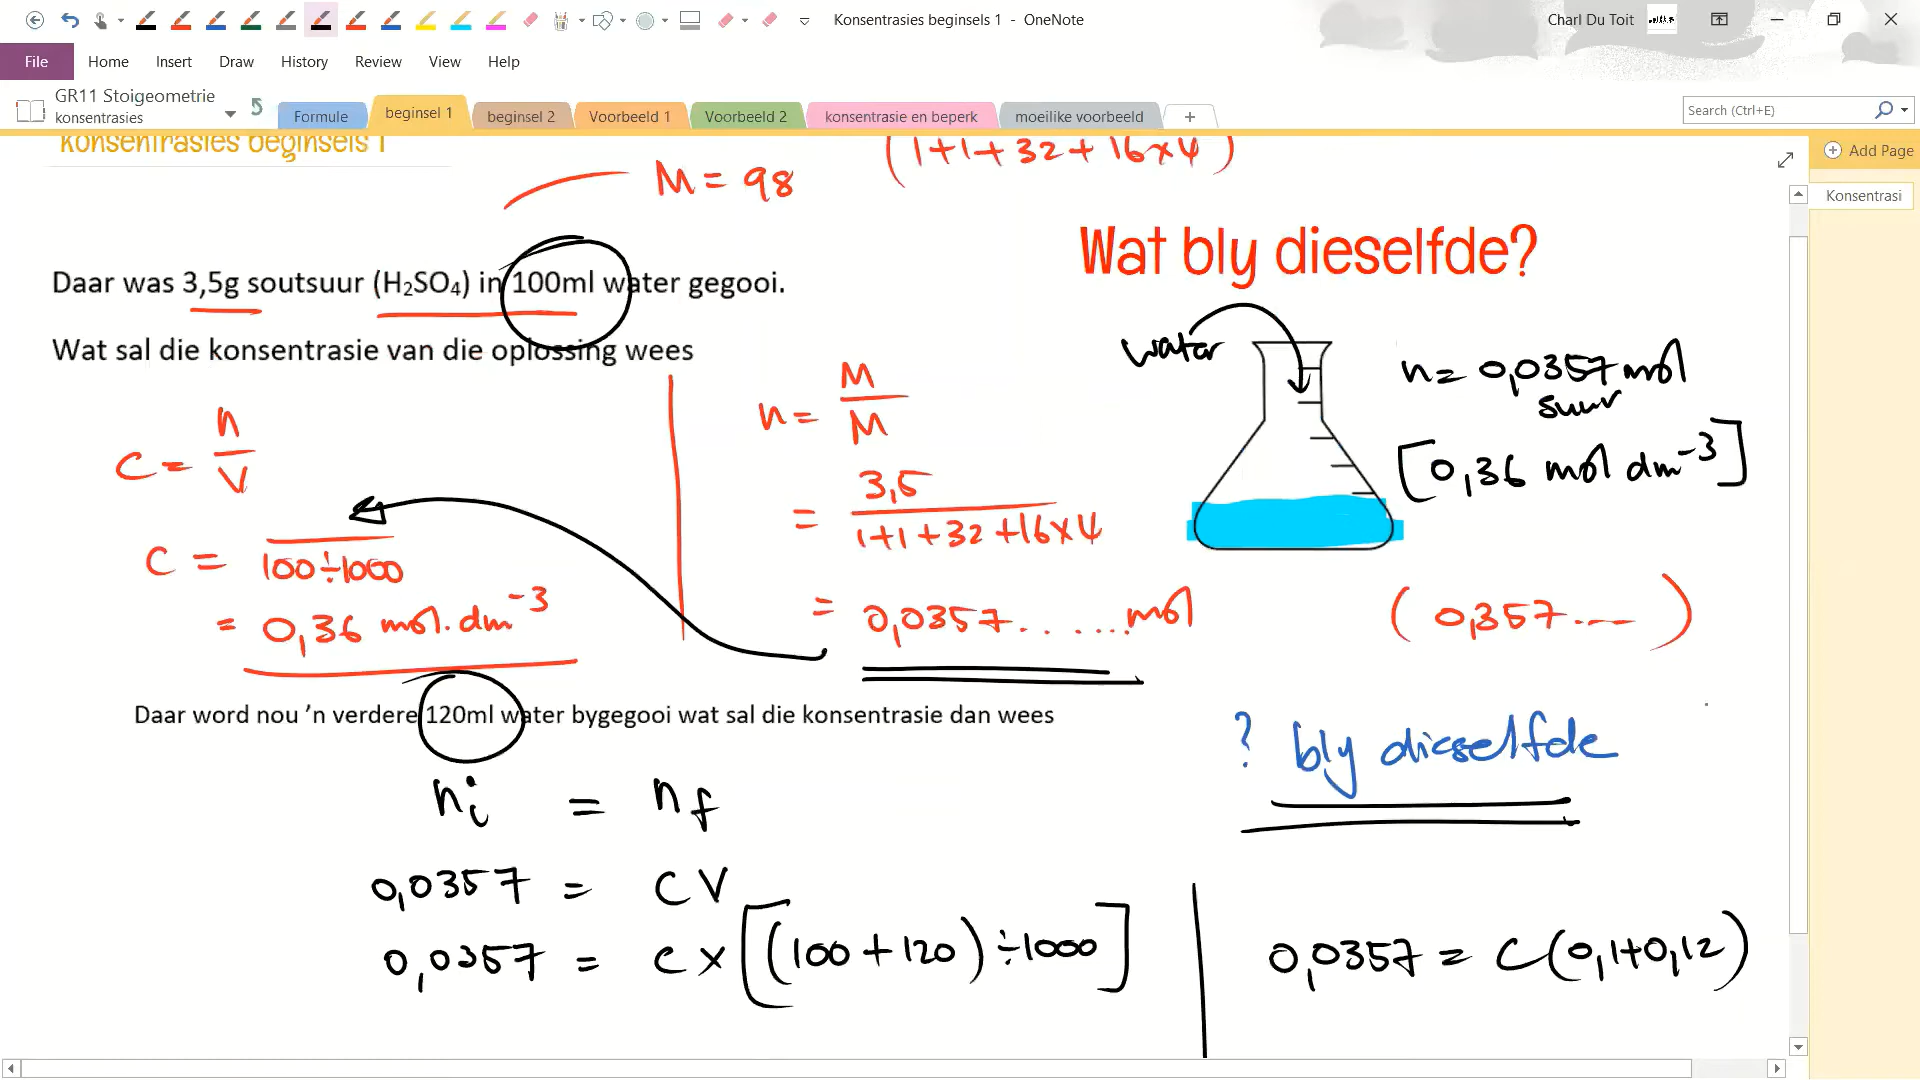 Konsentrasies beginsels 1 - OneNote
Charl Du Toit
File Home Insert Draw History Review View Help
GR11 Stoigeometrie
konsentrasies
Formule
beginsel 1
beginsel 2
Voorbeeld 1
Voorbeeld 2
konsentrasie en beperk
moeilike voorbeeld
+
Search (Ctrl+E)
Add Page
Konsentrasi
konsentrasies beginsels 1
(1+1+32+16×4)
M = 98
Wat bly dieselfde?
Daar was 3,5g soutsuur (H₂SO₄) in 100ml water gegooi.
Wat sal die konsentrasie van die oplossing wees
water
n = 0,0357 mol
suur
[0,36 mol dm⁻³]
c = n/V
n = M/M
= 3,5/(1+1+32+16×4)
c = /(100÷1000)
= 0,36 mol.dm⁻³
= 0,0357.......mol
(0,357....)
Daar word nou 'n verdere 120ml water bygegooi wat sal die konsentrasie dan wees
? bly dieselfde
nᵢ = nf
0,0357 = CV
0,0357 = C × [(100+120)÷1000]
0,0357 = C(0,1+0,12)